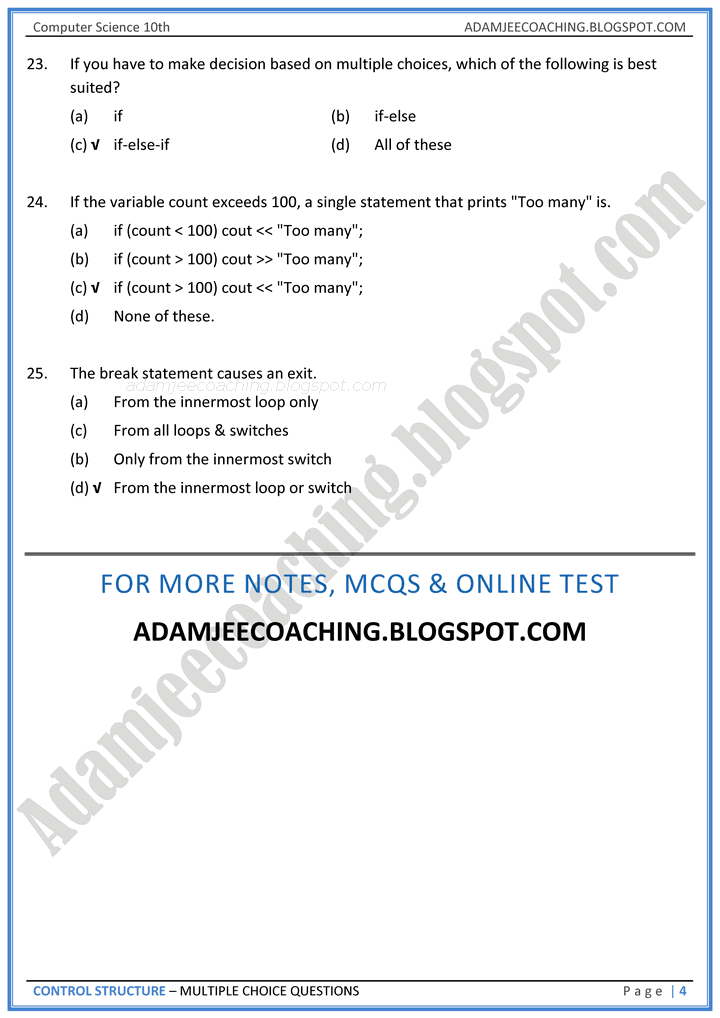 Computer Science 10th ADAMJEECOACHING.BLOGSPOT.COM
23. If you have to make decision based on multiple choices, which of the following is best
suited?
(a) if (b) if-else
(c) √ if-else-if (d) All of these
24. If the variable count exceeds 100, a single statement that prints "Too many" is.
(a) if (count < 100) cout << "Too many";
(b) if (count > 100) cout >> "Too many";
(c) √ if (count > 100) cout << "Too many";
(d) None of these.
25. The break statement causes an exit.
adamjeecoaching.blogspot.com
(a) From the innermost loop only
(c) From all loops & switches
(b) Only from the innermost switch
(d) √ From the innermost loop or switch
Adamjeecoaching.blogspot.com
FOR MORE NOTES, MCQS & ONLINE TEST
ADAMJEECOACHING.BLOGSPOT.COM
CONTROL STRUCTURE – MULTIPLE CHOICE QUESTIONS Page | 4